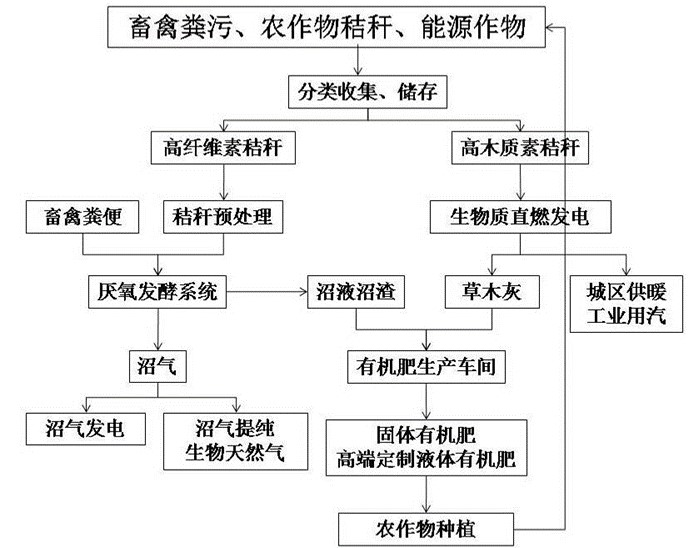 畜禽粪污、农作物秸秆、能源作物
分类收集、储存
高纤维素秸秆
高木质素秸秆
畜禽粪便
秸秆预处理
生物质直燃发电
厌氧发酵系统
沼液沼渣
草木灰
城区供暖
工业用汽
沼气
有机肥生产车间
沼气发电
沼气提纯
生物天然气
固体有机肥
高端定制液体有机肥
农作物种植